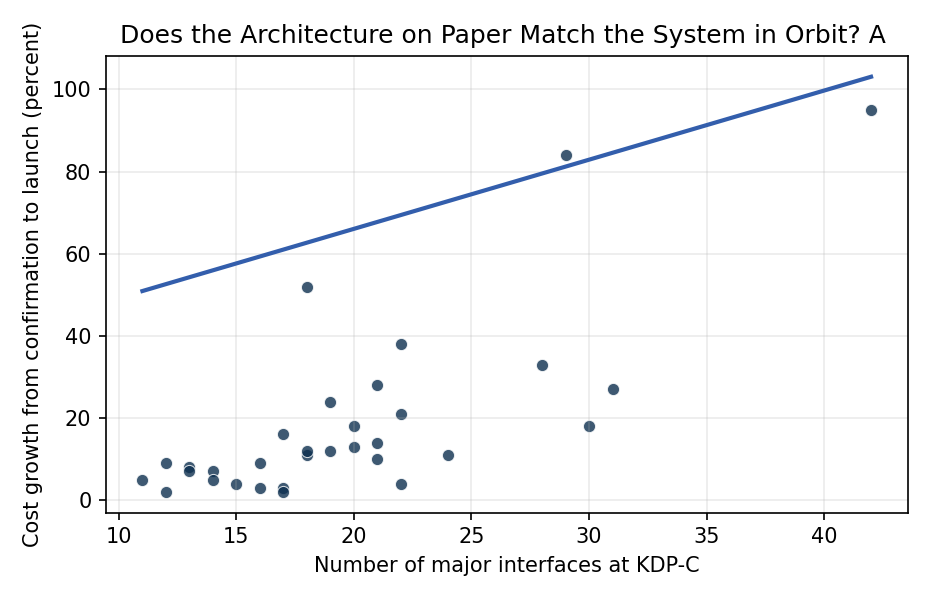 Does the Architecture on Paper Match the System in Orbit? A
Cost growth from confirmation to launch (percent)
100
80
60
40
20
0
10 15 20 25 30 35 40
Number of major interfaces at KDP-C